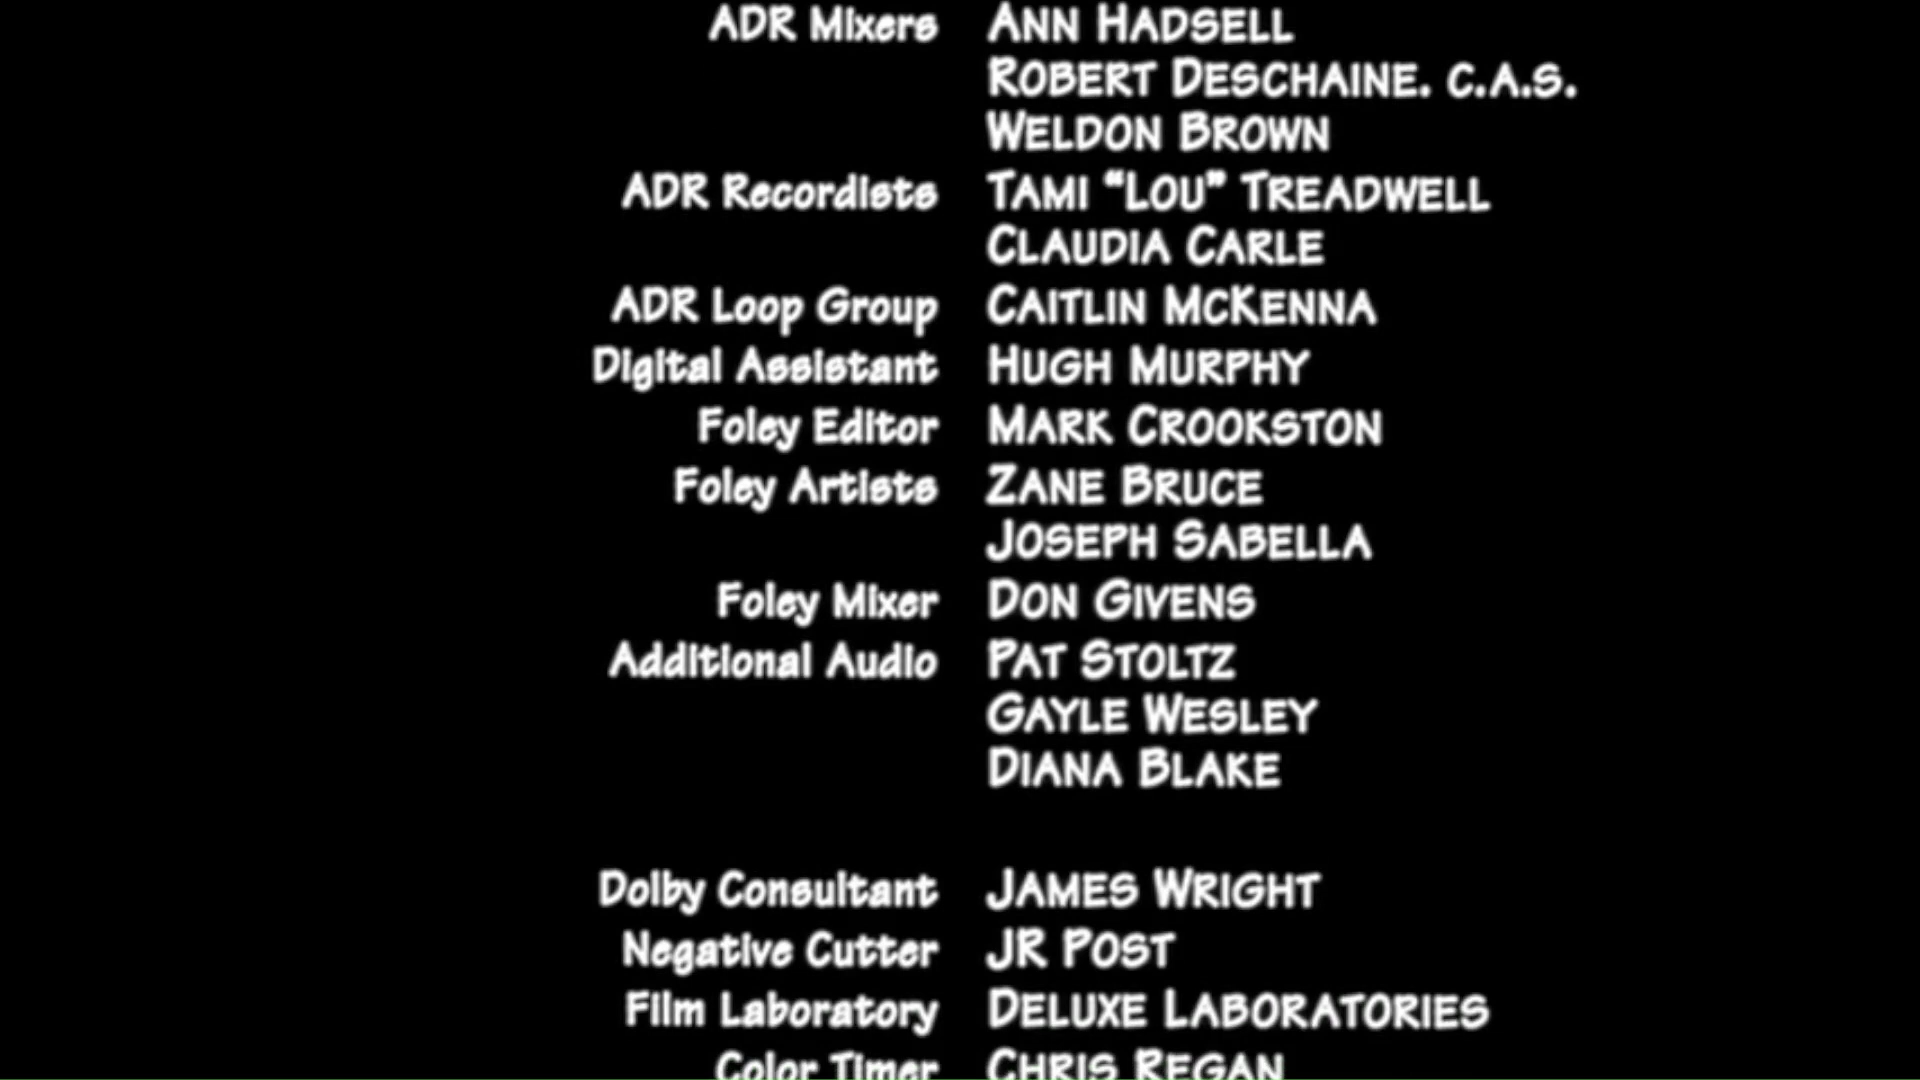 ADR Mixers ANN HADSELL
ROBERT DESCHAINE. C.A.S.
WELDON BROWN
ADR Recordists TAMI “LOU” TREADWELL
CLAUDIA CARLE
ADR Loop Group CAITLIN MCKENNA
Digital Assistant HUGH MURPHY
Foley Editor MARK CROOKSTON
Foley Artists ZANE BRUCE
JOSEPH SABELLA
Foley Mixer DON GIVENS
Additional Audio PAT STOLTZ
GAYLE WESLEY
DIANA BLAKE
Dolby Consultant JAMES WRIGHT
Negative Cutter JR POST
Film Laboratory DELUXE LABORATORIES
Color Timer CHRIS REGAN